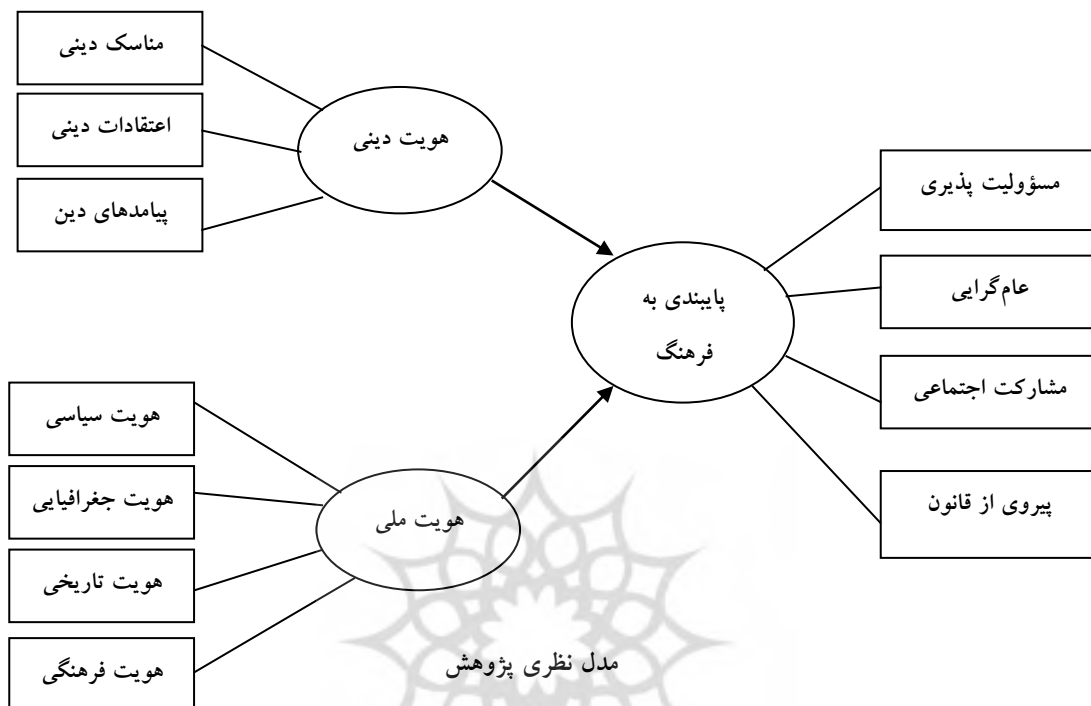 مناسک دینی
اعتقادات دینی
پیامدهای دین
هویت دینی
مسؤولیت پذیری
عام‌گرایی
مشارکت اجتماعی
پیروی از قانون
پایبندی به
فرهنگ
هویت سیاسی
هویت جغرافیایی
هویت تاریخی
هویت فرهنگی
هویت ملی
مدل نظری پژوهش